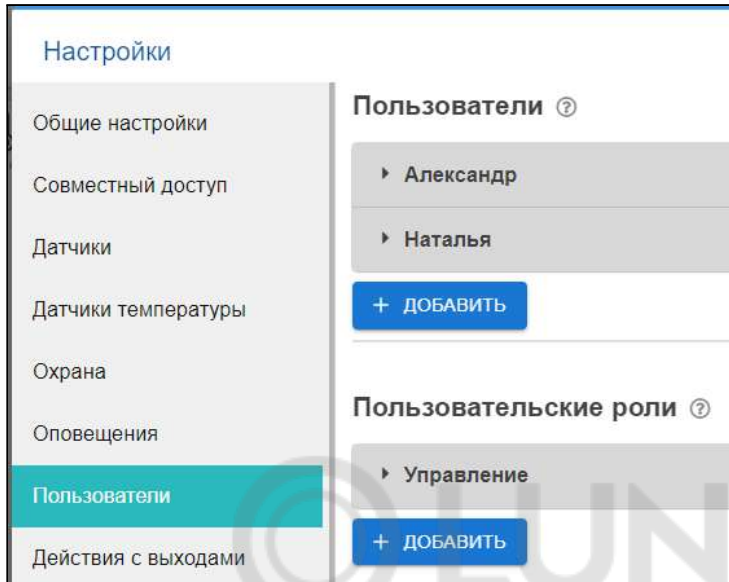 Настройки
Общие настройки
Совместный доступ
Датчики
Датчики температуры
Охрана
Оповещения
Пользователи
Действия с выходами
Пользователи ?
Александр
Наталья
+ ДОБАВИТЬ
Пользовательские роли ?
Управление
+ ДОБАВИТЬ
LUN